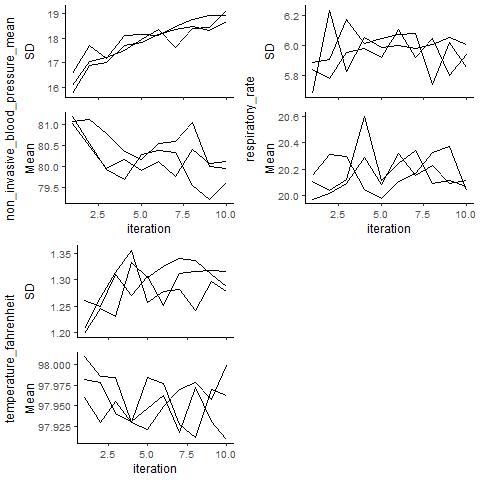 non_invasive_blood_pressure_mean
SD
19
18
17
16
Mean
81.0
80.5
80.0
79.5
2.5 5.0 7.5 10.0
iteration
respiratory_rate
SD
6.2
6.0
5.8
Mean
20.6
20.4
20.2
20.0
2.5 5.0 7.5 10.0
iteration
temperature_fahrenheit
SD
1.35
1.30
1.25
1.20
Mean
98.000
97.975
97.950
97.925
2.5 5.0 7.5 10.0
iteration